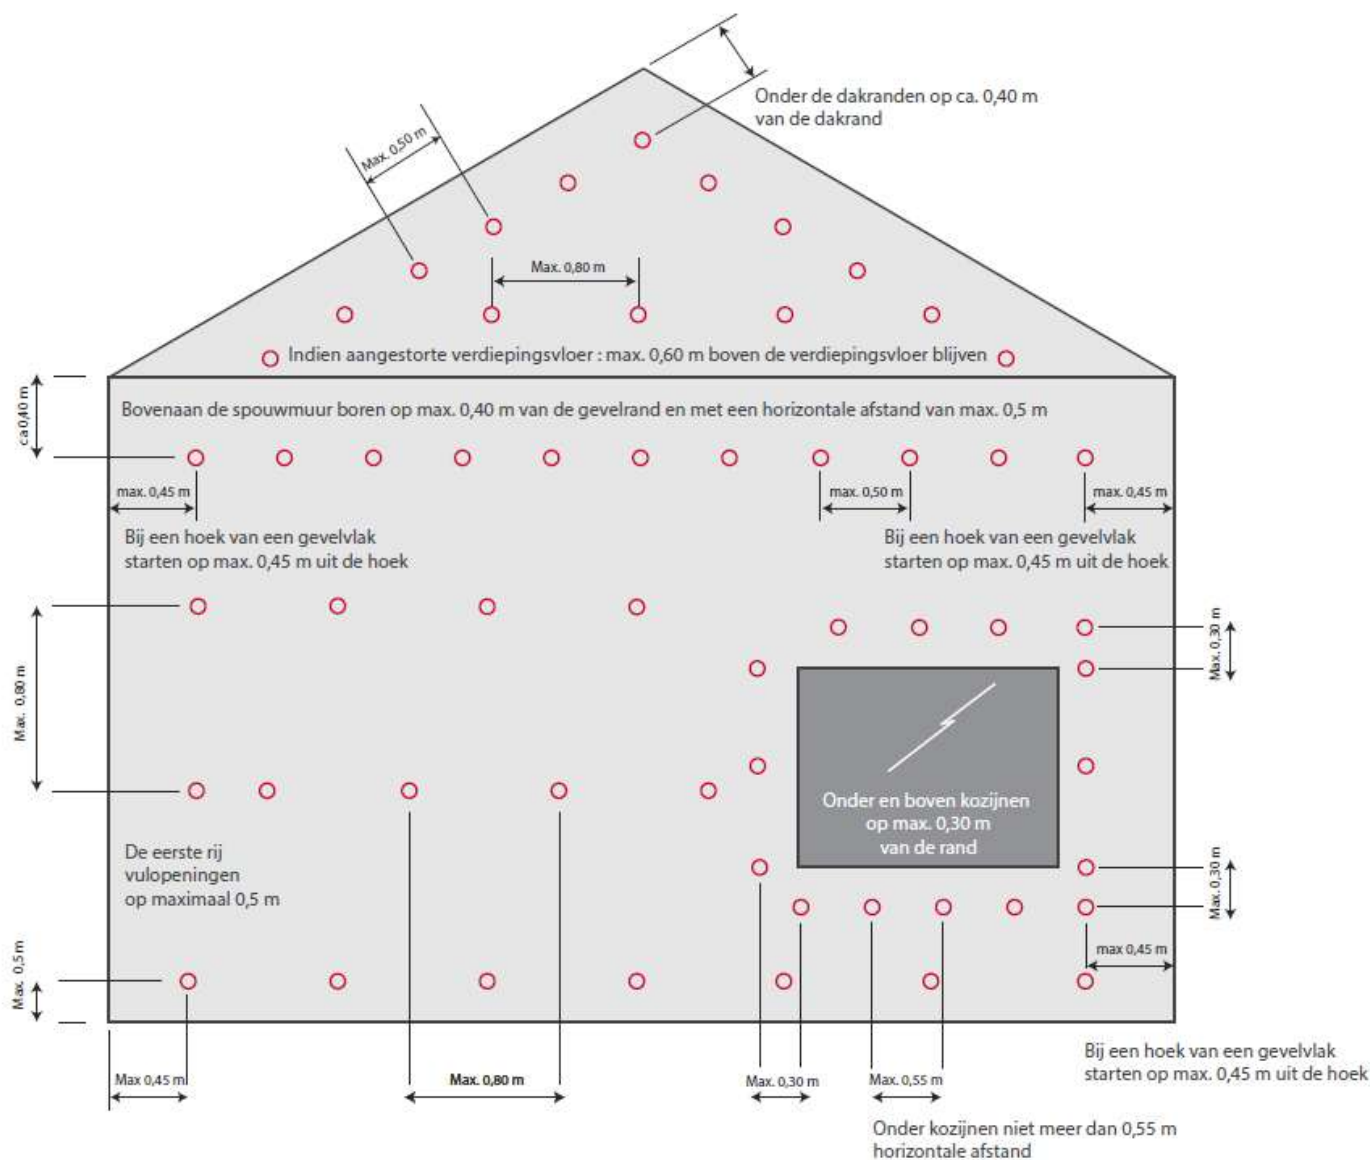 Onder de dakranden op ca. 0,40 m
van de dakrand
Max. 0,50 m
Max. 0,80 m
Indien aangestorte verdiepingsvloer : max. 0,60 m boven de verdiepingsvloer blijven
ca 0,40 m
Bovenaan de spouwmuur boren op max. 0,40 m van de gevelrand en met een horizontale afstand van max. 0,5 m
max. 0,45 m
max. 0,50 m
max. 0,45 m
Bij een hoek van een gevelvlak
starten op max. 0,45 m uit de hoek
Bij een hoek van een gevelvlak
starten op max. 0,45 m uit de hoek
Max. 0,80 m
Max. 0,30 m
Onder en boven kozijnen
op max. 0,30 m
van de rand
De eerste rij
vulopeningen
op maximaal 0,5 m
Max. 0,30 m
max 0,45 m
Max. 0,5 m
Bij een hoek van een gevelvlak
starten op max. 0,45 m uit de hoek
Max 0,45 m
Max. 0,80 m
Max. 0,30 m
Max. 0,55 m
Onder kozijnen niet meer dan 0,55 m
horizontale afstand